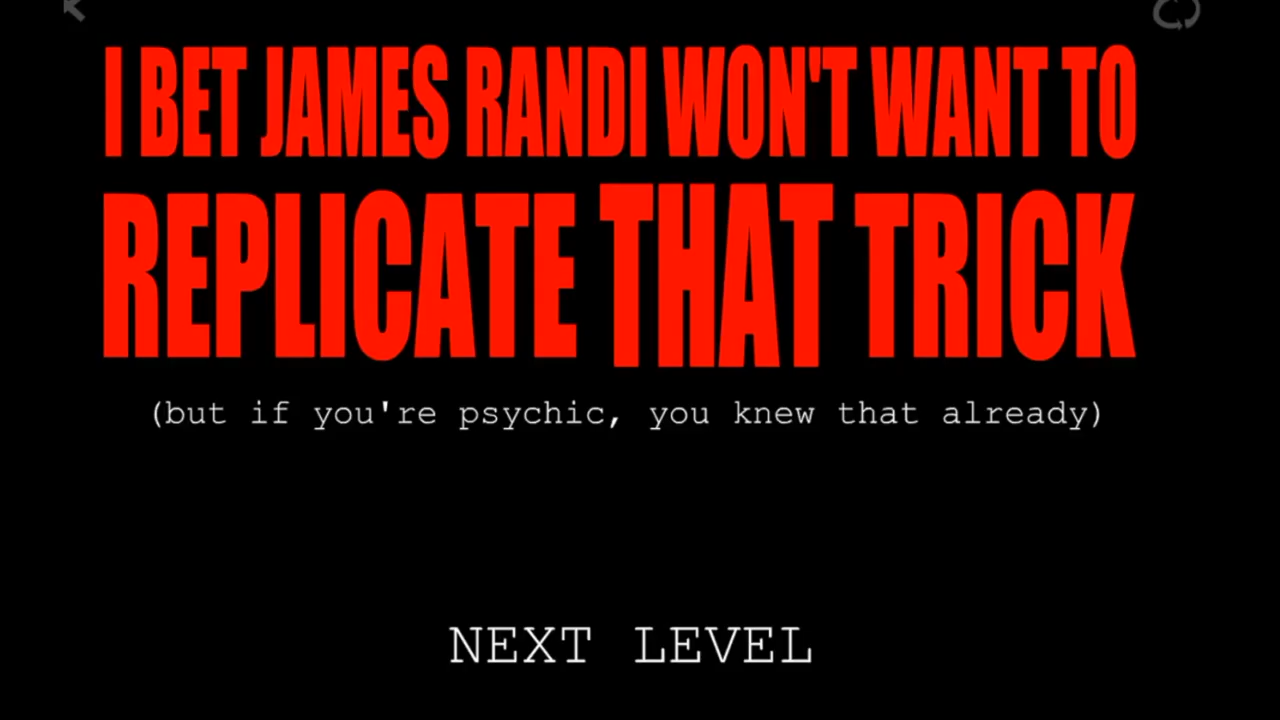 I BET JAMES RANDI WON'T WANT TO
REPLICATE THAT TRICK
(but if you're psychic, you knew that already)
NEXT LEVEL